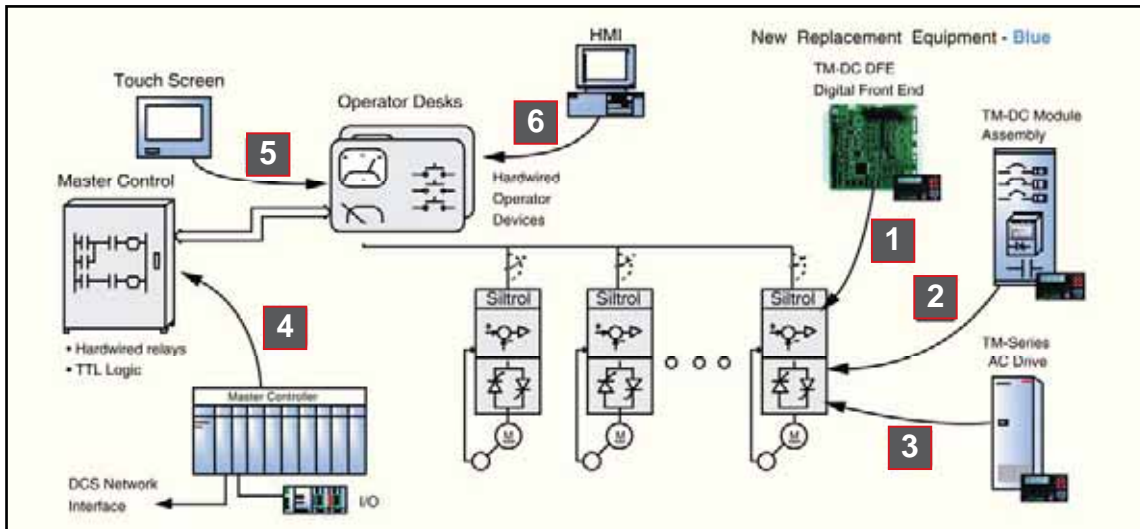 New Replacement Equipment - Blue
HMI
Touch Screen
Operator Desks
TM-DC DFE
Digital Front End
TM-DC Module
Assembly
6
5
Hardwired
Operator
Devices
Master Control
1
2
Siltrol
Siltrol
Siltrol
4
• Hardwired relays
• TTL Logic
TM-Series
AC Drive
Master Controller
M
M
M
3
DCS Network
Interface
I/O